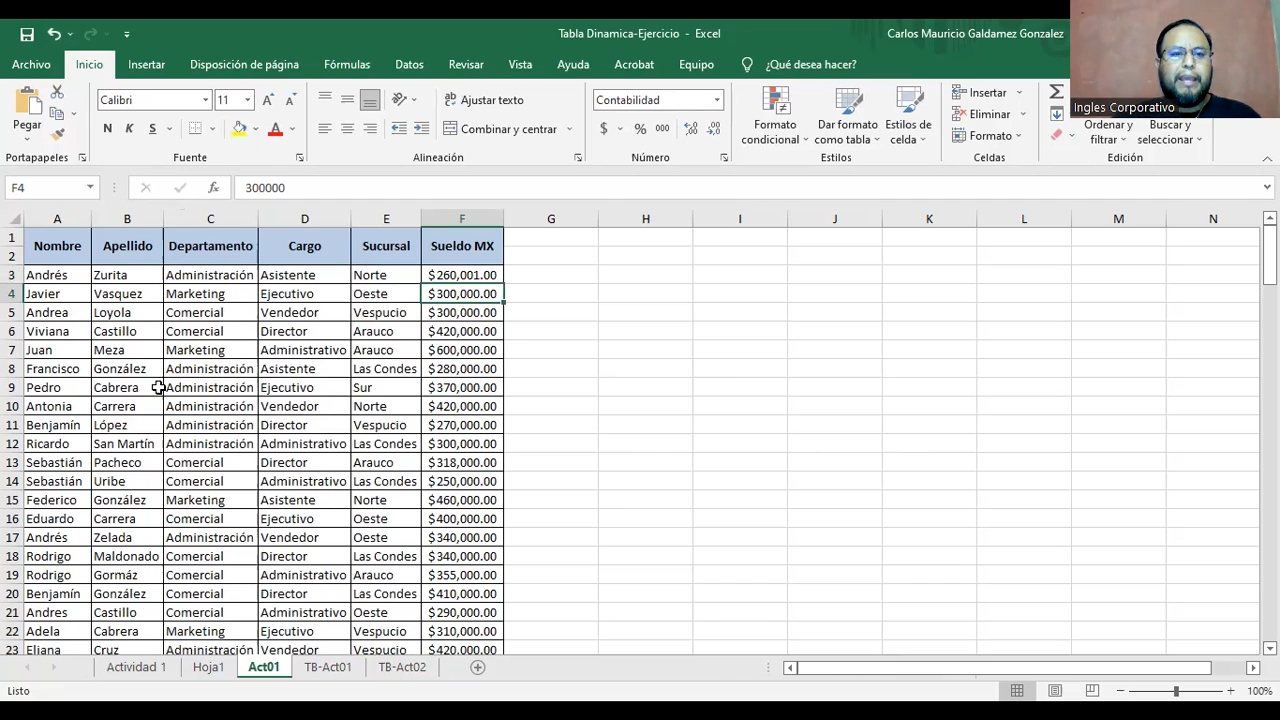 Tabla Dinamica-Ejercicio - Excel
Carlos Mauricio Galdamez Gonzalez
Archivo Inicio Insertar Disposición de página Fórmulas Datos Revisar Vista Ayuda Acrobat Equipo ¿Qué desea hacer?
Ingles Corporativo
Pegar
Calibri 11
N K S
Ajustar texto
Combinar y centrar
Contabilidad
$ % 000
Formato condicional
Dar formato como tabla
Estilos de celda
Insertar
Eliminar
Formato
Ordenar y filtrar
Buscar y seleccionar
Portapapeles Fuente Alineación Número Estilos Celdas Edición
F4 fx 300000
A B C D E F G H I J K L M N
1
Nombre Apellido Departamento Cargo Sucursal Sueldo MX
2
3 Andrés Zurita Administración Asistente Norte $260,001.00
4 Javier Vasquez Marketing Ejecutivo Oeste $300,000.00
5 Andrea Loyola Comercial Vendedor Vespucio $300,000.00
6 Viviana Castillo Comercial Director Arauco $420,000.00
7 Juan Meza Marketing Administrativo Arauco $600,000.00
8 Francisco González Administración Asistente Las Condes $280,000.00
9 Pedro Cabrera Administración Ejecutivo Sur $370,000.00
10 Antonia Carrera Administración Vendedor Norte $420,000.00
11 Benjamín López Administración Director Vespucio $270,000.00
12 Ricardo San Martín Administración Administrativo Las Condes $300,000.00
13 Sebastián Pacheco Comercial Director Arauco $318,000.00
14 Sebastián Uribe Comercial Administrativo Las Condes $250,000.00
15 Federico González Marketing Asistente Norte $460,000.00
16 Eduardo Carrera Comercial Ejecutivo Oeste $400,000.00
17 Andrés Zelada Administración Vendedor Oeste $340,000.00
18 Rodrigo Maldonado Comercial Director Las Condes $340,000.00
19 Rodrigo Gormáz Comercial Administrativo Arauco $355,000.00
20 Benjamín González Comercial Director Las Condes $410,000.00
21 Andres Castillo Comercial Administrativo Oeste $290,000.00
22 Adela Cabrera Marketing Ejecutivo Vespucio $310,000.00
23 Eliana Cruz Administración Vendedor Vespucio $420,000.00
Actividad 1 Hoja1 Act01 TB-Act01 TB-Act02
Listo
100%